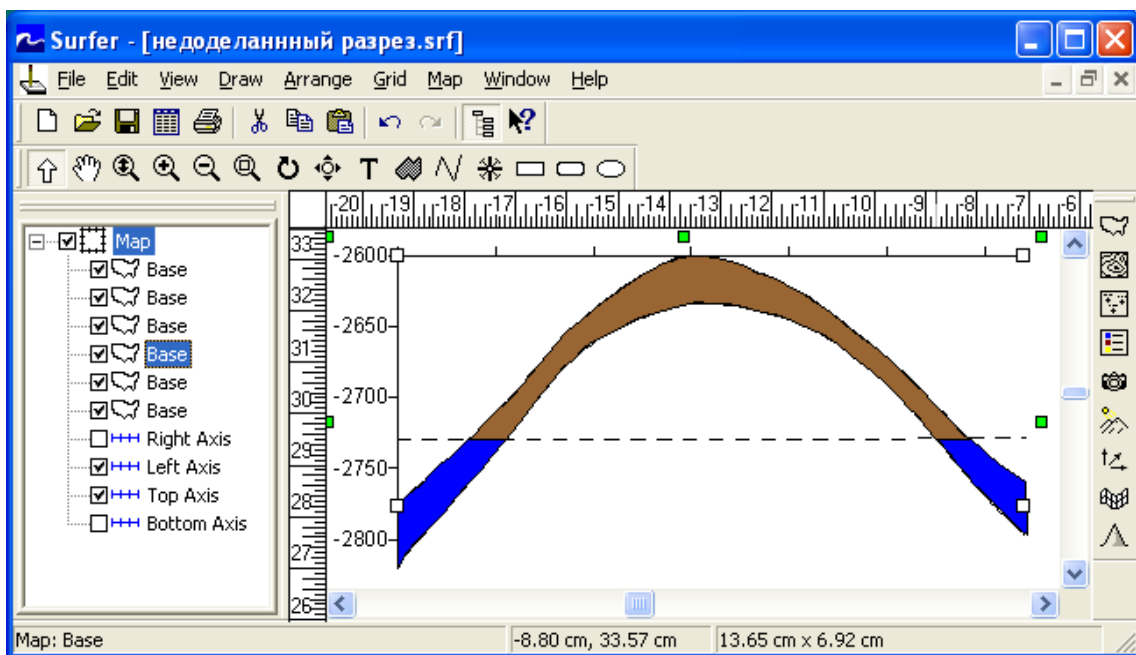 Surfer - [недоделаннный разрез.srf]
File Edit View Draw Arrange Grid Map Window Help
T
-20 -19 -18 -17 -16 -15 -14 -13 -12 -11 -10 -9 -8 -7 -6
Map
Base
Base
Base
Base
Base
Base
Right Axis
Left Axis
Top Axis
Bottom Axis
33
32
31
30
29
28
27
26
-2600
-2650
-2700
-2750
-2800
Map: Base
-8.80 cm, 33.57 cm
13.65 cm x 6.92 cm